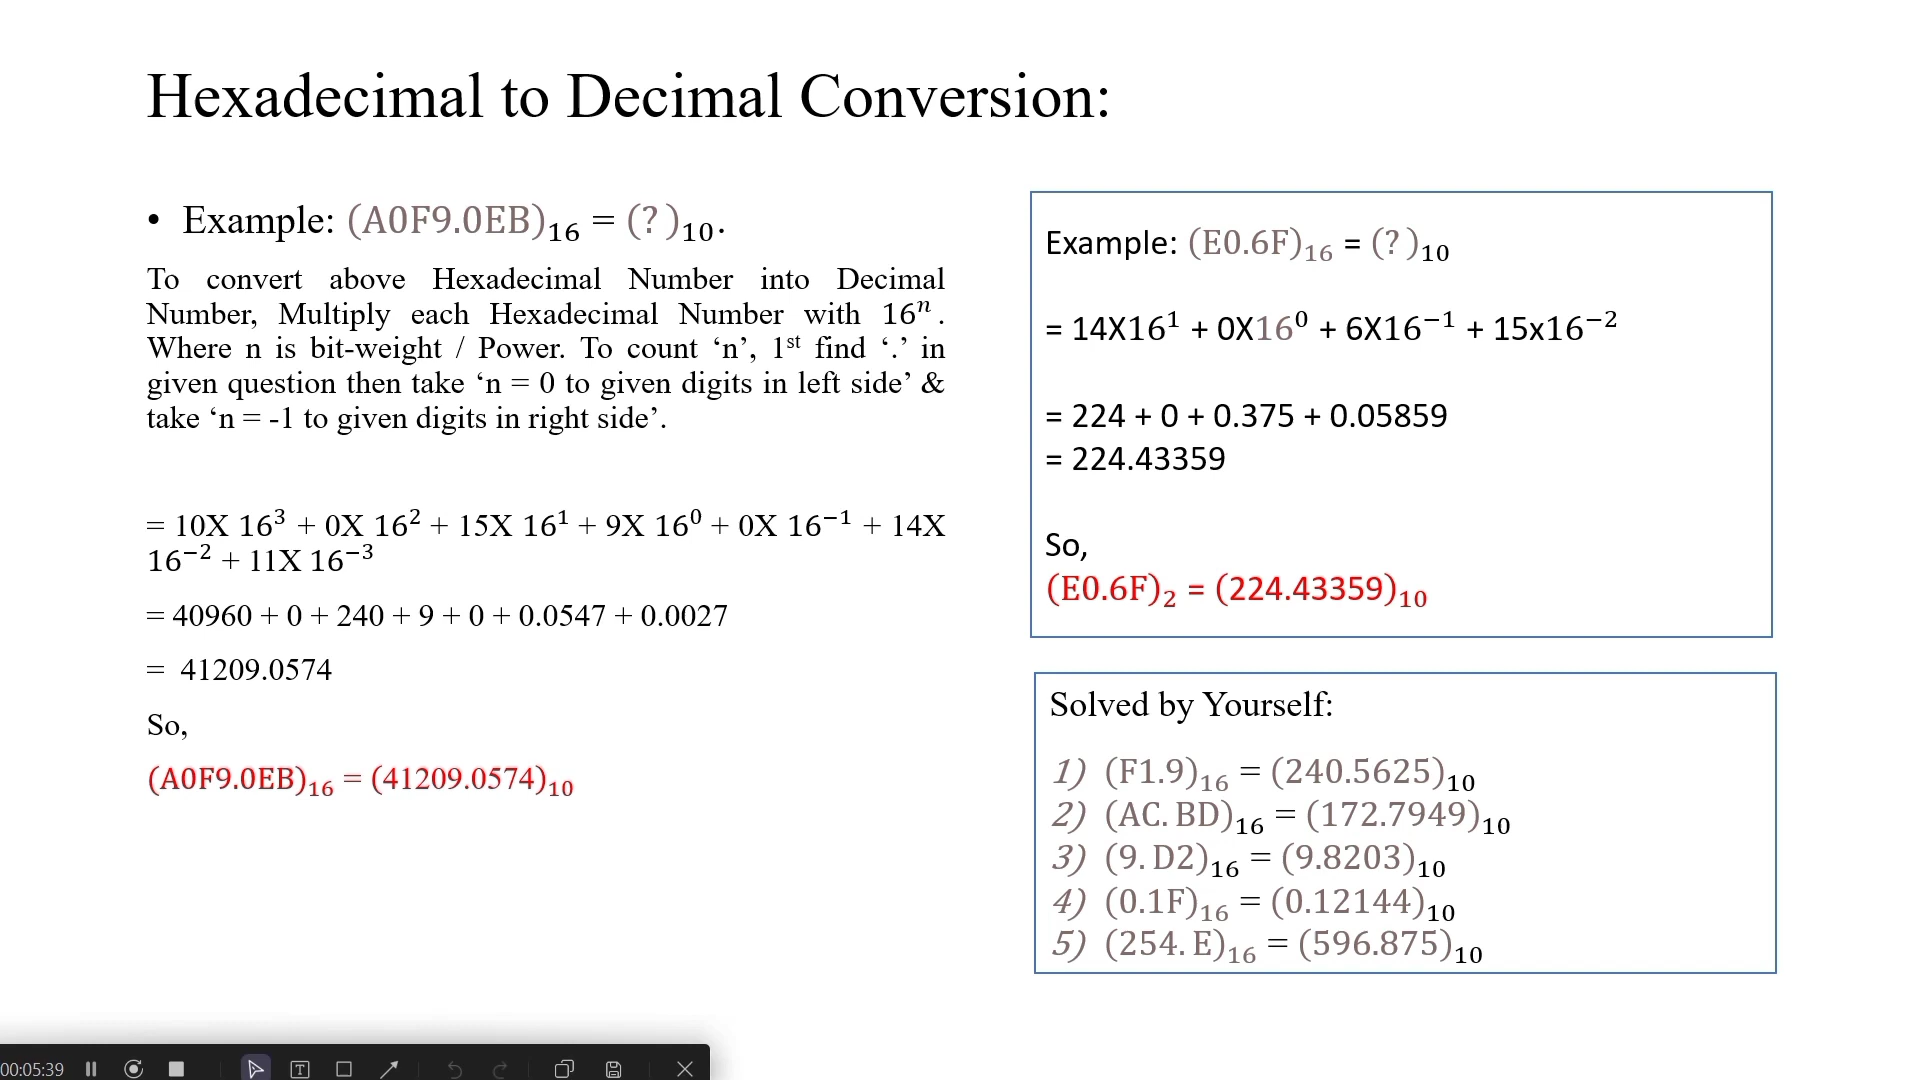 Hexadecimal to Decimal Conversion:
• Example: (A0F9.0EB)₁₆ = (? )₁₀.
To convert above Hexadecimal Number into Decimal
Number, Multiply each Hexadecimal Number with 16ⁿ.
Where n is bit-weight / Power. To count ‘n’, 1ˢᵗ find ‘.’ in
given question then take ‘n = 0 to given digits in left side’ &
take ‘n = -1 to given digits in right side’.
= 10X 16³ + 0X 16² + 15X 16¹ + 9X 16⁰ + 0X 16⁻¹ + 14X
16⁻² + 11X 16⁻³
= 40960 + 0 + 240 + 9 + 0 + 0.0547 + 0.0027
= 41209.0574
So,
(A0F9.0EB)₁₆ = (41209.0574)₁₀
Example: (E0.6F)₁₆ = (? )₁₀
= 14X16¹ + 0X16⁰ + 6X16⁻¹ + 15x16⁻²
= 224 + 0 + 0.375 + 0.05859
= 224.43359
So,
(E0.6F)₂ = (224.43359)₁₀
Solved by Yourself:
1) (F1.9)₁₆ = (240.5625)₁₀
2) (AC. BD)₁₆ = (172.7949)₁₀
3) (9. D2)₁₆ = (9.8203)₁₀
4) (0.1F)₁₆ = (0.12144)₁₀
5) (254. E)₁₆ = (596.875)₁₀
00:05:39